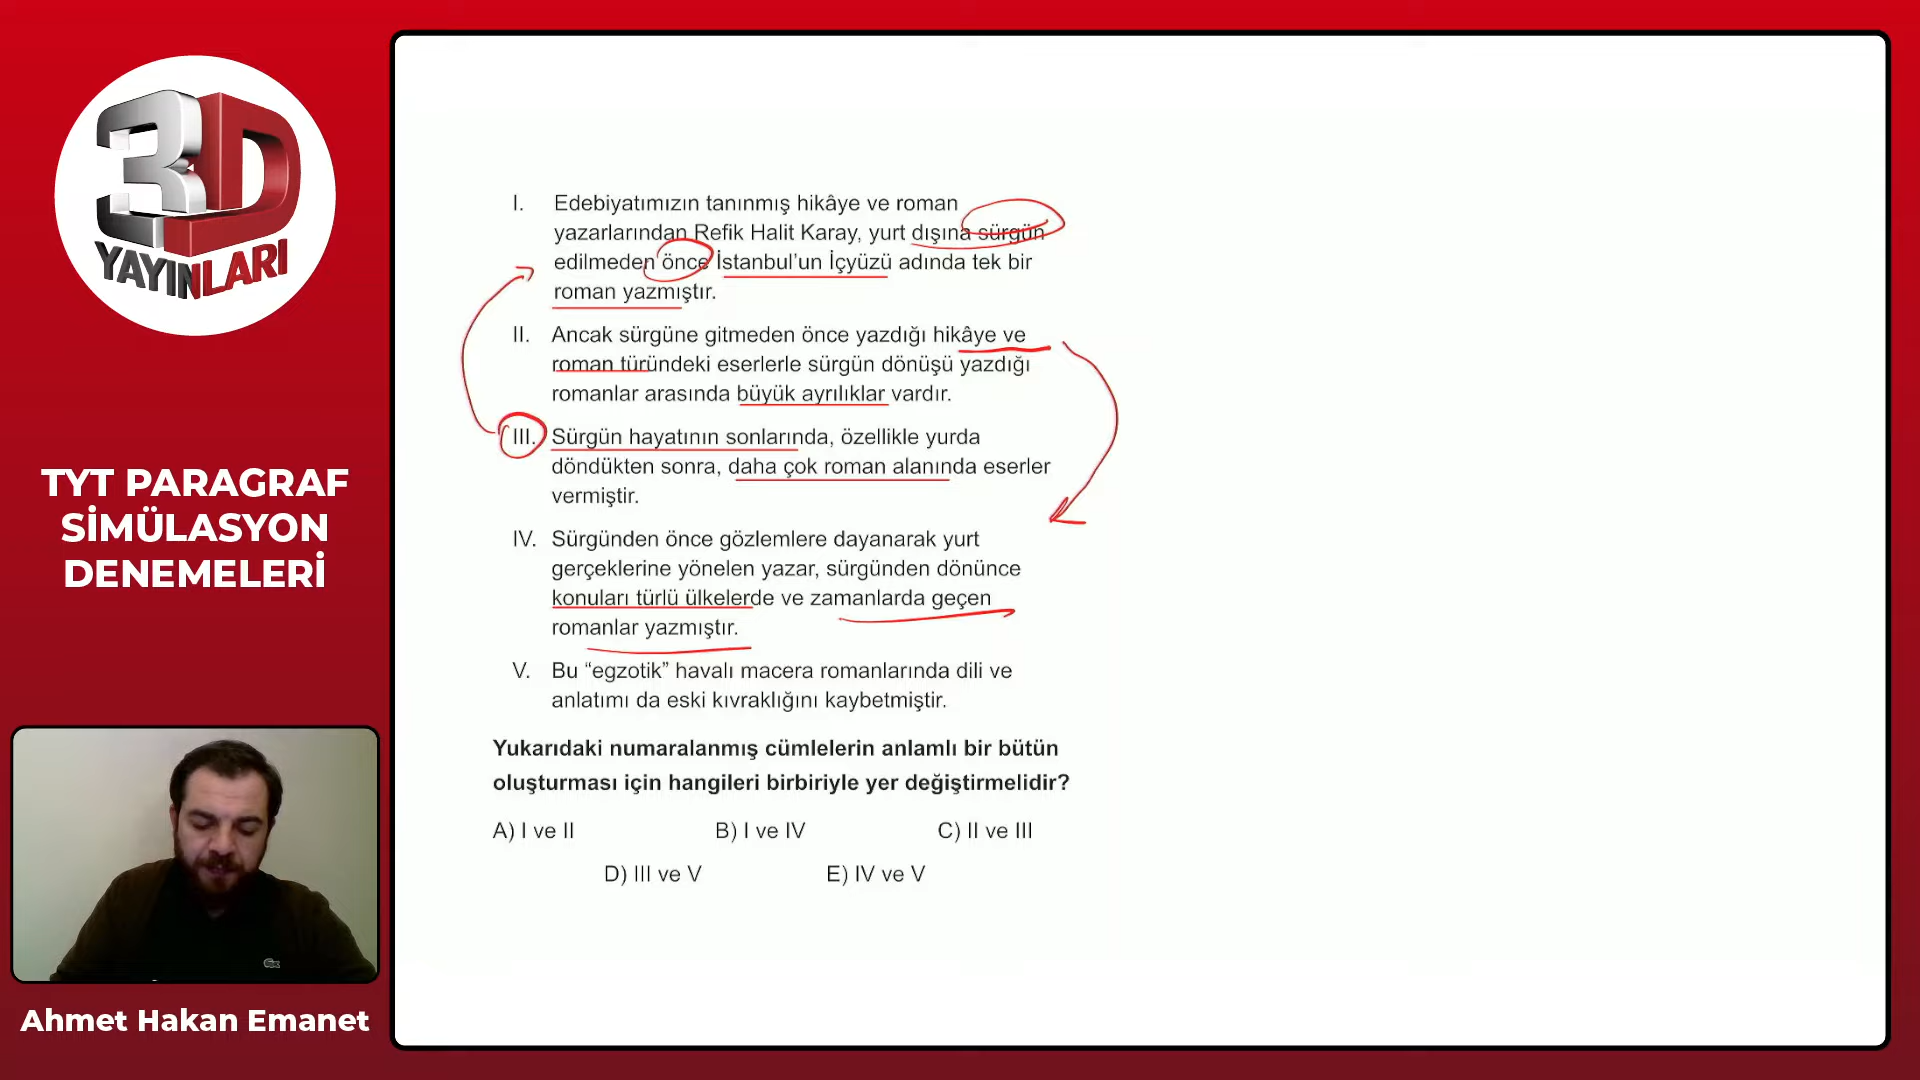 3D
YAYINLARI
TYT PARAGRAF
SİMÜLASYON
DENEMELERİ
Ahmet Hakan Emanet
I. Edebiyatımızın tanınmış hikâye ve roman
yazarlarından Refik Halit Karay, yurt dışına sürgün
edilmeden önce İstanbul’un İçyüzü adında tek bir
roman yazmıştır.
II. Ancak sürgüne gitmeden önce yazdığı hikâye ve
roman türündeki eserlerle sürgün dönüşü yazdığı
romanlar arasında büyük ayrılıklar vardır.
III. Sürgün hayatının sonlarında, özellikle yurda
döndükten sonra, daha çok roman alanında eserler
vermiştir.
IV. Sürgünden önce gözlemlere dayanarak yurt
gerçeklerine yönelen yazar, sürgünden dönünce
konuları türlü ülkelerde ve zamanlarda geçen
romanlar yazmıştır.
V. Bu “egzotik” havalı macera romanlarında dili ve
anlatımı da eski kıvraklığını kaybetmiştir.
Yukarıdaki numaralanmış cümlelerin anlamlı bir bütün
oluşturması için hangileri birbiriyle yer değiştirmelidir?
A) I ve II B) I ve IV C) II ve III
D) III ve V E) IV ve V